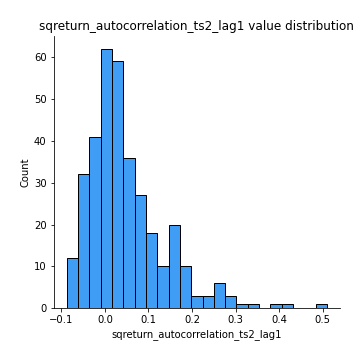 sqreturn_autocorrelation_ts2_lag1 value distribution
60
50
40
30
20
10
0
Count
−0.1 0.0 0.1 0.2 0.3 0.4 0.5
sqreturn_autocorrelation_ts2_lag1